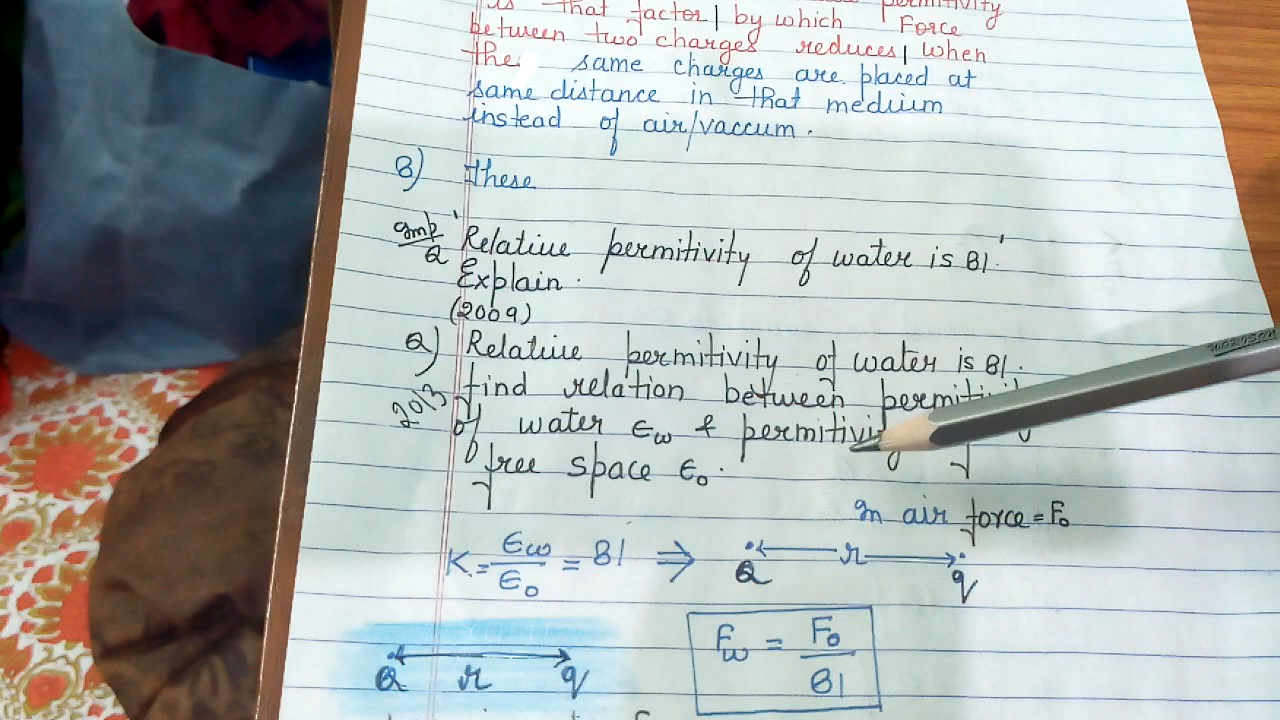 is that factor| by which permitivity
Force
between two charges reduces| when
the same charges are placed at
same distance in that medium
instead of air/vaccum.
8) these
Imp 'Relative permitivity of water is 81'.
Q Explain.
(2009)
Q) Relative permitivity of water is 81.
2013 find relation between
of water ϵw &
free space ϵ0.
In air force = F0
K = ϵw/ϵ0 = 81 ⇒ Q r q
Fw = F0/81
Q r q